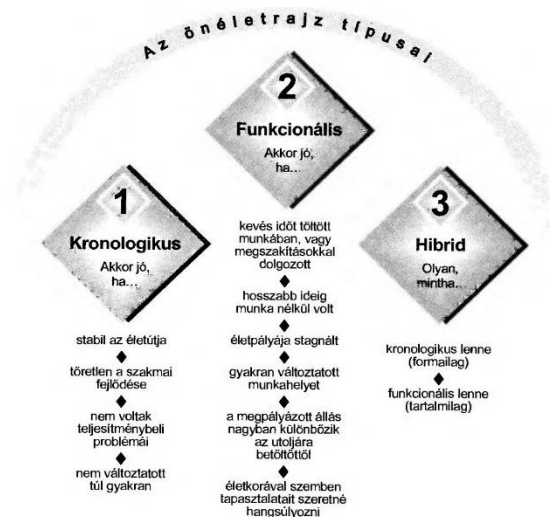 Az önéletrajz típusai
1
Kronologikus
Akkor jó,
ha...
stabil az életútja
töretlen a szakmai
fejlődése
nem voltak
teljesítménybeli
problémái
nem változtatott
túl gyakran
2
Funkcionális
Akkor jó,
ha...
kevés időt töltött
munkában, vagy
megszakításokkal
dolgozott
hosszabb ideig
munka nélkül volt
életpályája stagnált
gyakran változtatott
munkahelyet
a megpályázott állás
nagyban különbözik
az utoljára
betöltöttől
életkorával szemben
tapasztalatait szeretné
hangsúlyozni
3
Hibrid
Olyan,
mintha...
kronologikus lenne
(formailag)
funkcionális lenne
(tartalmilag)